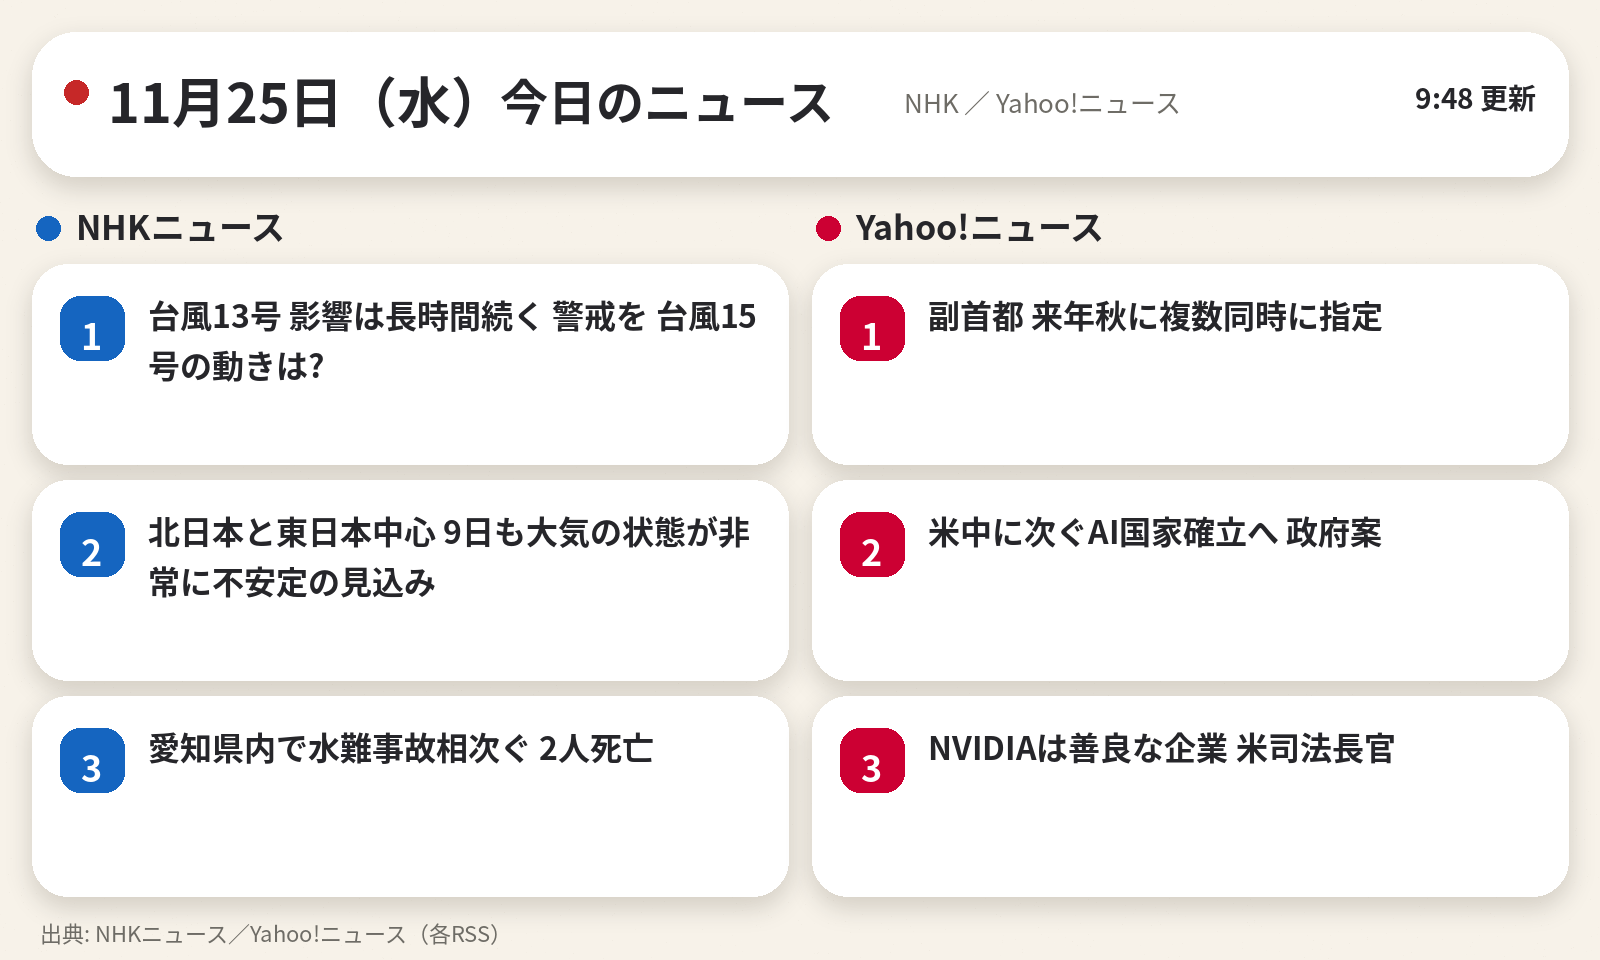 11月25日（水）今日のニュース
NHK ／ Yahoo!ニュース
9:48 更新
NHKニュース
1
台風13号 影響は長時間続く 警戒を 台風15
号の動きは?
2
北日本と東日本中心 9日も大気の状態が非
常に不安定の見込み
3
愛知県内で水難事故相次ぐ 2人死亡
Yahoo!ニュース
1
副首都 来年秋に複数同時に指定
2
米中に次ぐAI国家確立へ 政府案
3
NVIDIAは善良な企業 米司法長官
出典: NHKニュース／Yahoo!ニュース（各RSS）